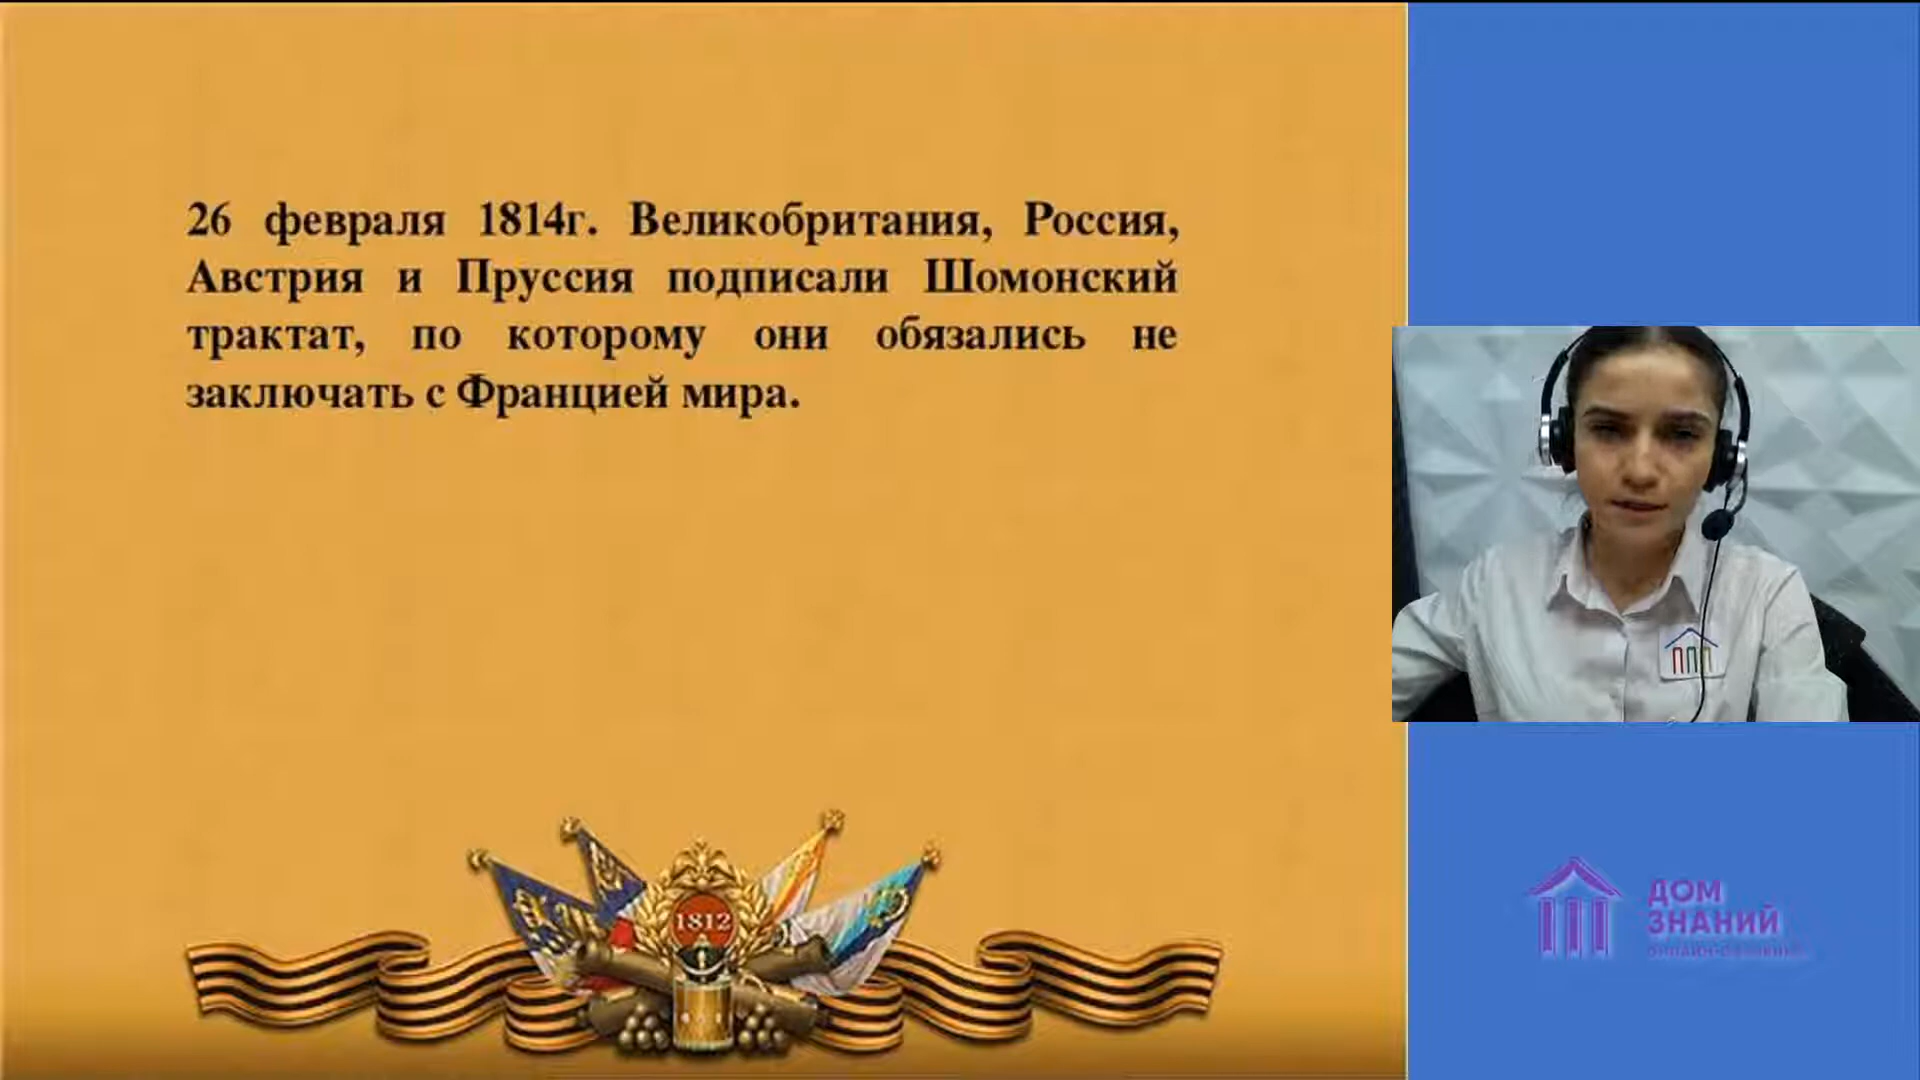 26 февраля 1814г. Великобритания, Россия,
Австрия и Пруссия подписали Шомонский
трактат, по которому они обязались не
заключать с Францией мира.
1812
ДОМ
ЗНАНИЙ